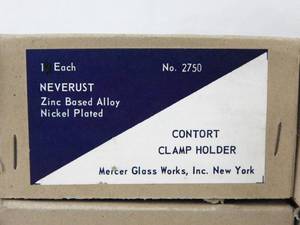 1 Each No. 2750
NEVERUST
Zinc Based Alloy
Nickel Plated
CONTORT
CLAMP HOLDER
Mercer Glass Works, Inc. New York